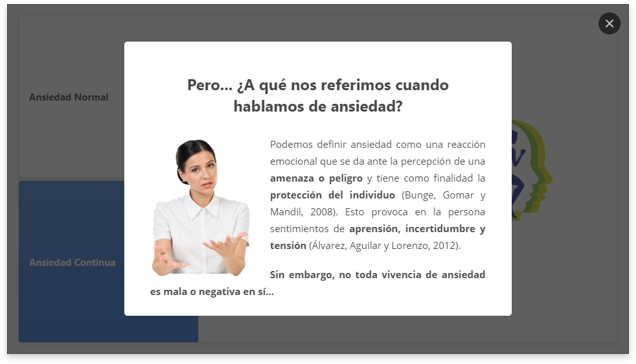 Ansiedad Normal
Ansiedad Continua
Pero... ¿A qué nos referimos cuando
hablamos de ansiedad?
Podemos definir ansiedad como una reacción
emocional que se da ante la percepción de una
amenaza o peligro y tiene como finalidad la
protección del individuo (Bunge, Gomar y
Mandil, 2008). Esto provoca en la persona
sentimientos de aprensión, incertidumbre y
tensión (Álvarez, Aguilar y Lorenzo, 2012).
Sin embargo, no toda vivencia de ansiedad
es mala o negativa en sí...